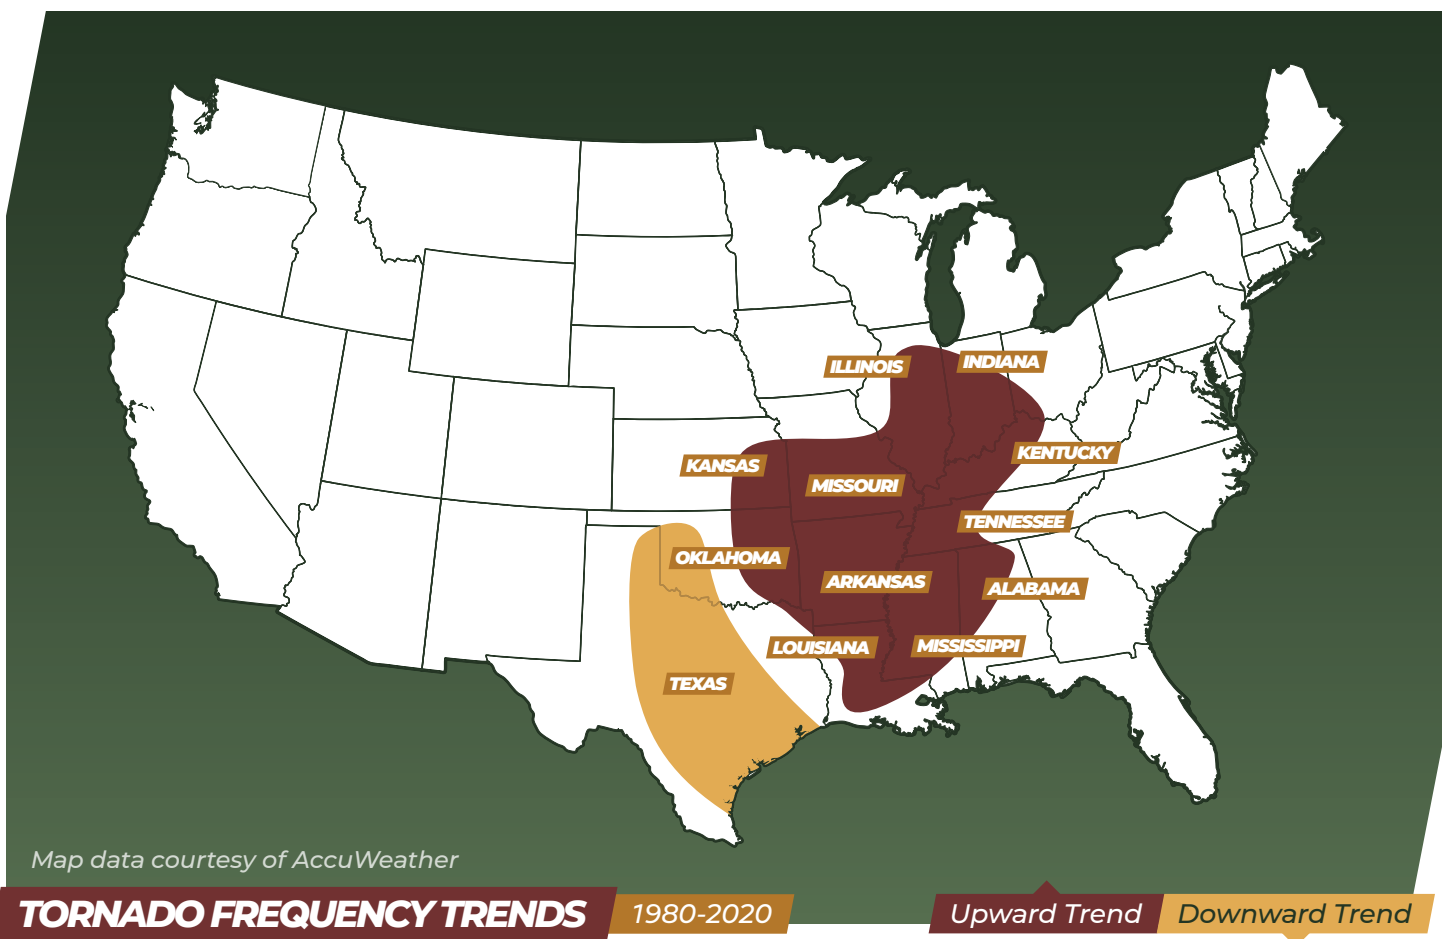 ILLINOIS
INDIANA
KANSAS
KENTUCKY
MISSOURI
TENNESSEE
OKLAHOMA
ARKANSAS
ALABAMA
LOUISIANA
MISSISSIPPI
TEXAS
Map data courtesy of AccuWeather
TORNADO FREQUENCY TRENDS
1980-2020
Upward Trend
Downward Trend